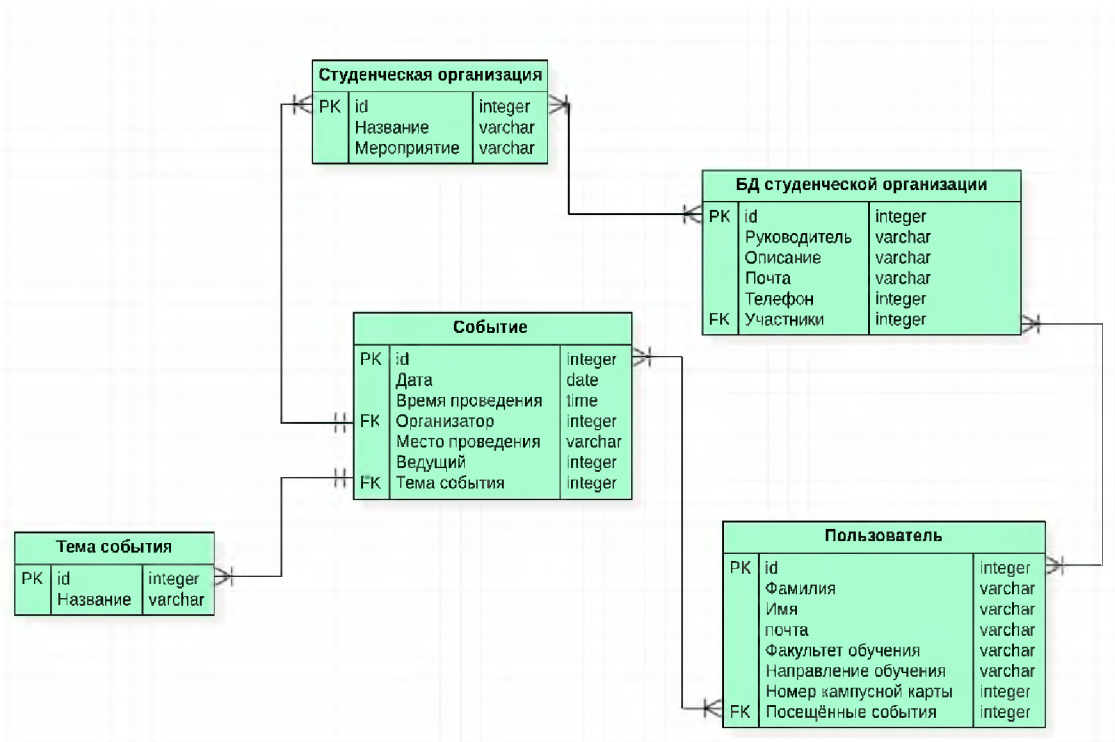 Студенческая организация
PK id integer
Название varchar
Мероприятие varchar
БД студенческой организации
PK id integer
Руководитель varchar
Описание varchar
Почта varchar
Телефон integer
FK Участники integer
Событие
PK id integer
Дата date
Время проведения time
FK Организатор integer
Место проведения varchar
Ведущий integer
FK Тема события integer
Тема события
PK id integer
Название varchar
Пользователь
PK id integer
Фамилия varchar
Имя varchar
почта varchar
Факультет обучения varchar
Направление обучения varchar
Номер кампусной карты integer
FK Посещённые события integer